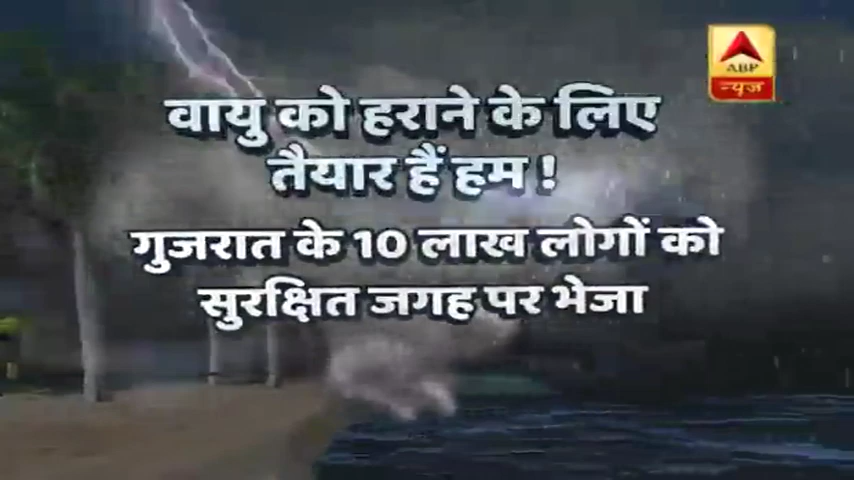 वायु को हराने के लिए
तैयार हैं हम !
गुजरात के 10 लाख लोगों को
सुरक्षित जगह पर भेजा
ABP
न्यूज़